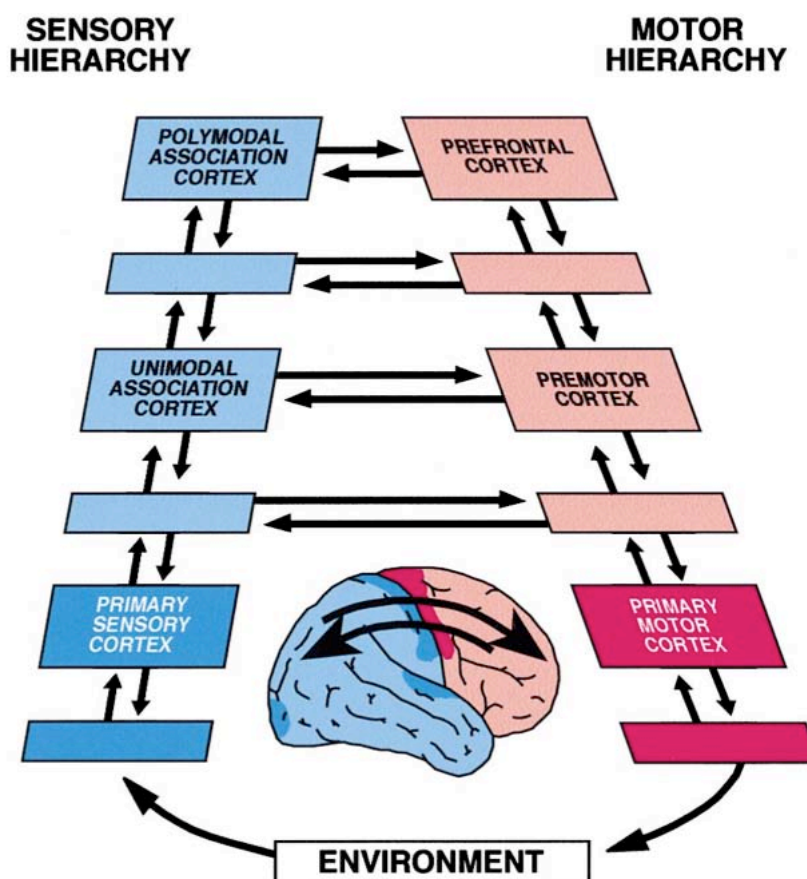 SENSORY
HIERARCHY
MOTOR
HIERARCHY
POLYMODAL
ASSOCIATION
CORTEX
PREFRONTAL
CORTEX
UNIMODAL
ASSOCIATION
CORTEX
PREMOTOR
CORTEX
PRIMARY
SENSORY
CORTEX
PRIMARY
MOTOR
CORTEX
ENVIRONMENT